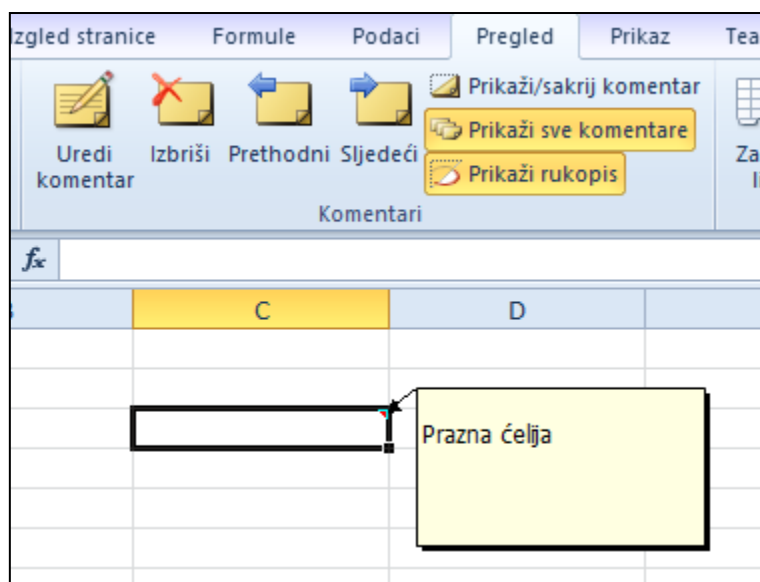 Izgled stranice Formule Podaci Pregled Prikaz
Prikaži/sakrij komentar
Prikaži sve komentare
Prikaži rukopis
Uredi komentar
Izbriši Prethodni Sljedeći
Komentari
fx
C D
Prazna ćelija